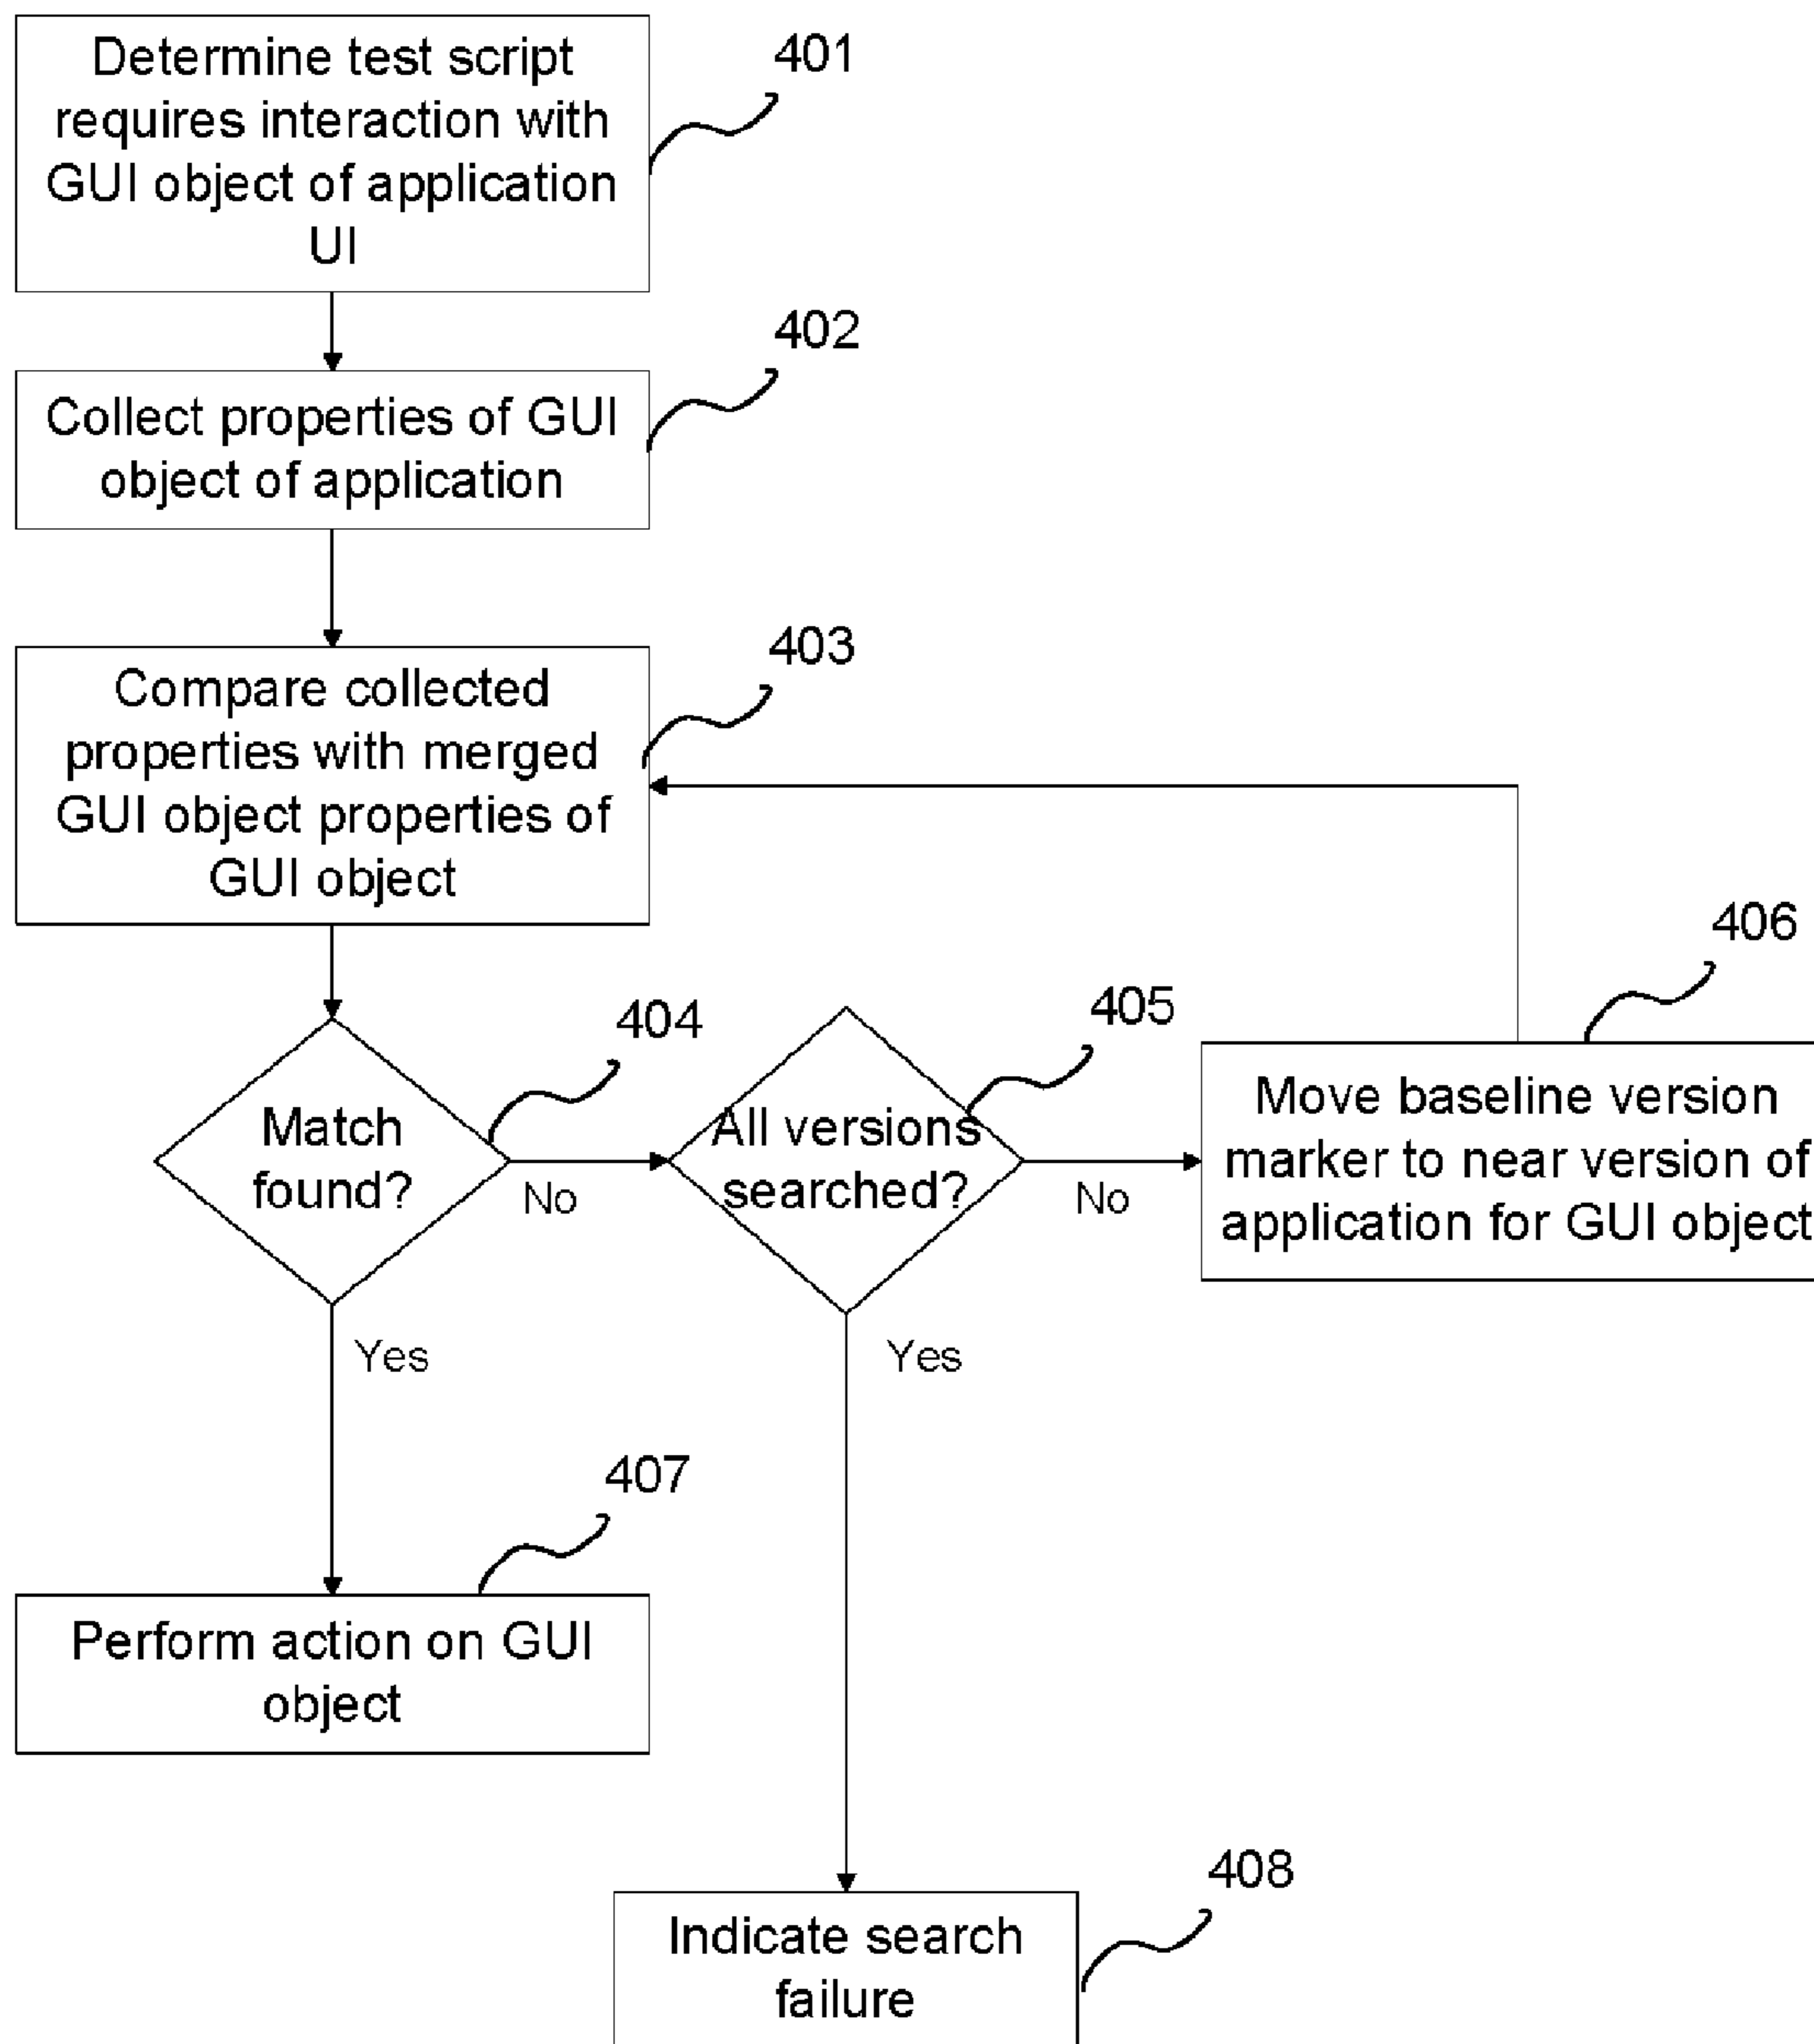 Determine test script
requires interaction with
GUI object of application
UI
401
Collect properties of GUI
object of application
402
Compare collected
properties with merged
GUI object properties of
GUI object
403
Match
found?
404
No
Yes
All versions
searched?
405
No
Yes
Move baseline version
marker to near version of
application for GUI object
406
Perform action on GUI
object
407
Indicate search
failure
408